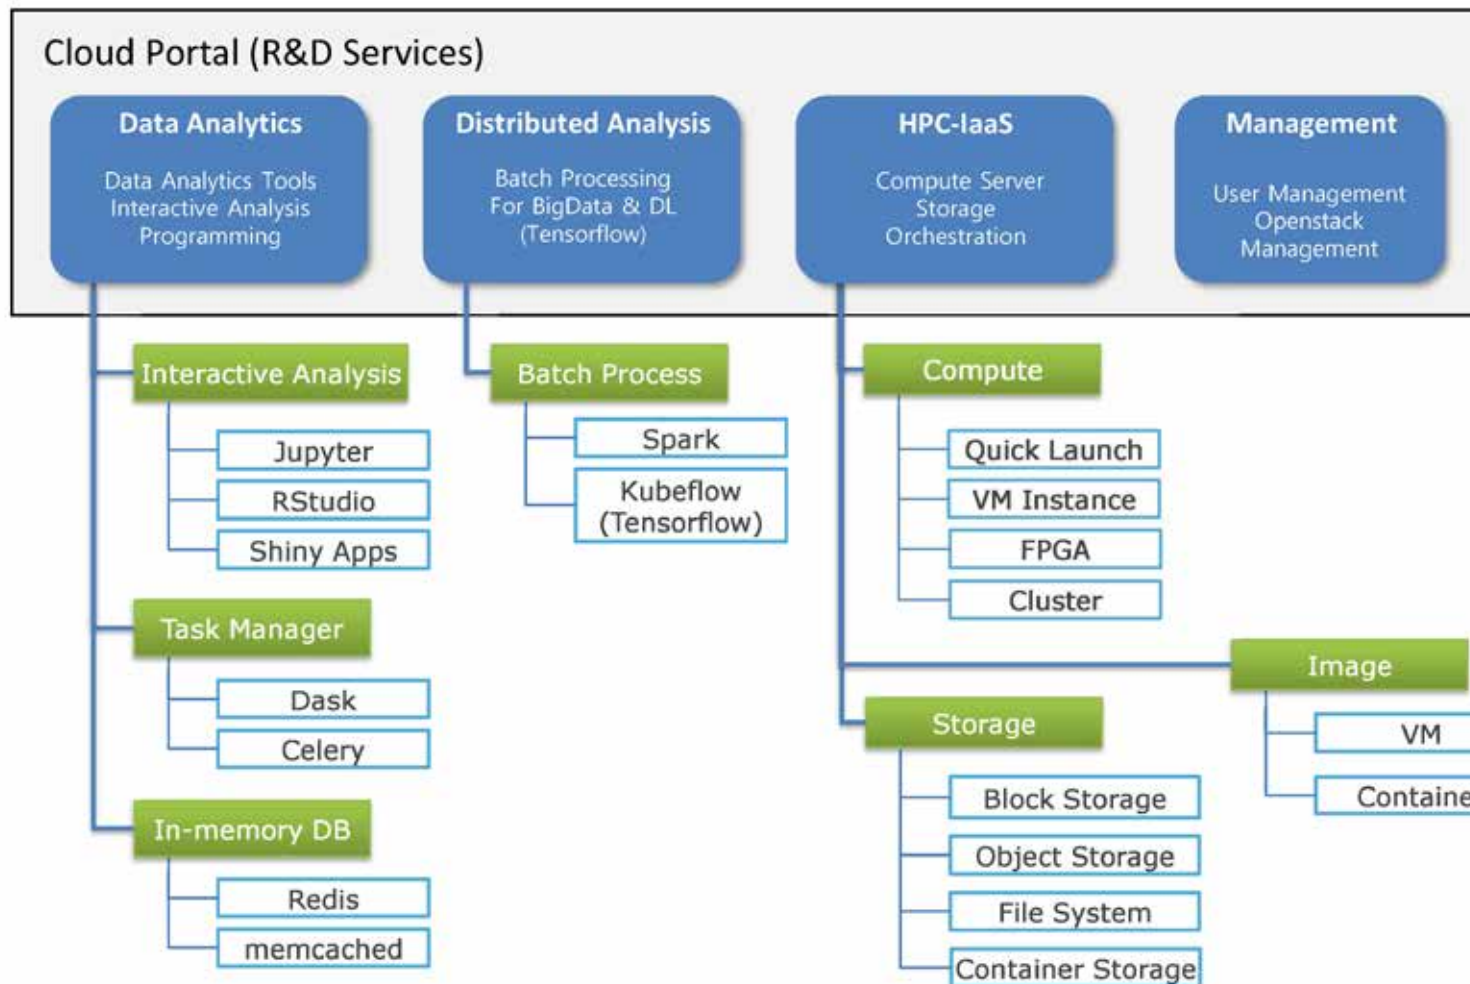 Cloud Portal (R&D Services)
Data Analytics
Data Analytics Tools
Interactive Analysis
Programming
Distributed Analysis
Batch Processing
For BigData & DL
(Tensorflow)
HPC-IaaS
Compute Server
Storage
Orchestration
Management
User Management
Openstack
Management
Interactive Analysis
Jupyter
RStudio
Shiny Apps
Task Manager
Dask
Celery
In-memory DB
Redis
memcached
Batch Process
Spark
Kubeflow
(Tensorflow)
Compute
Quick Launch
VM Instance
FPGA
Cluster
Storage
Block Storage
Object Storage
File System
Container Storage
Image
VM
Containe